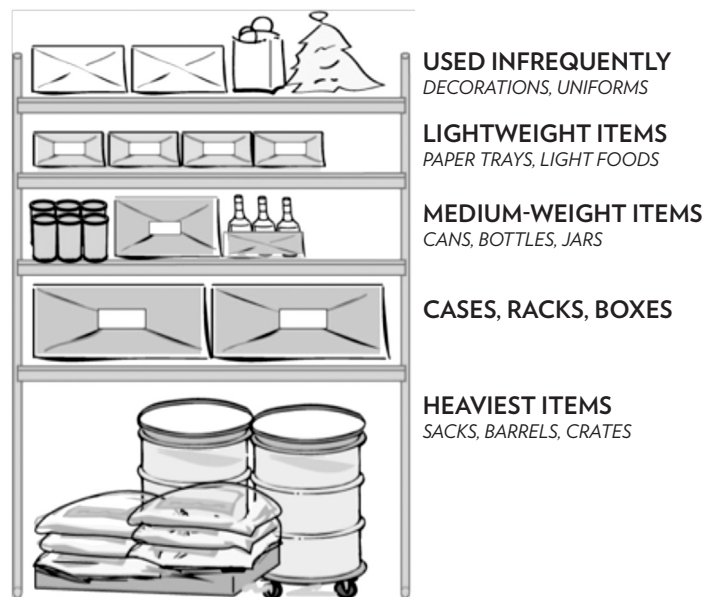 USED INFREQUENTLY
DECORATIONS, UNIFORMS
LIGHTWEIGHT ITEMS
PAPER TRAYS, LIGHT FOODS
MEDIUM-WEIGHT ITEMS
CANS, BOTTLES, JARS
CASES, RACKS, BOXES
HEAVIEST ITEMS
SACKS, BARRELS, CRATES